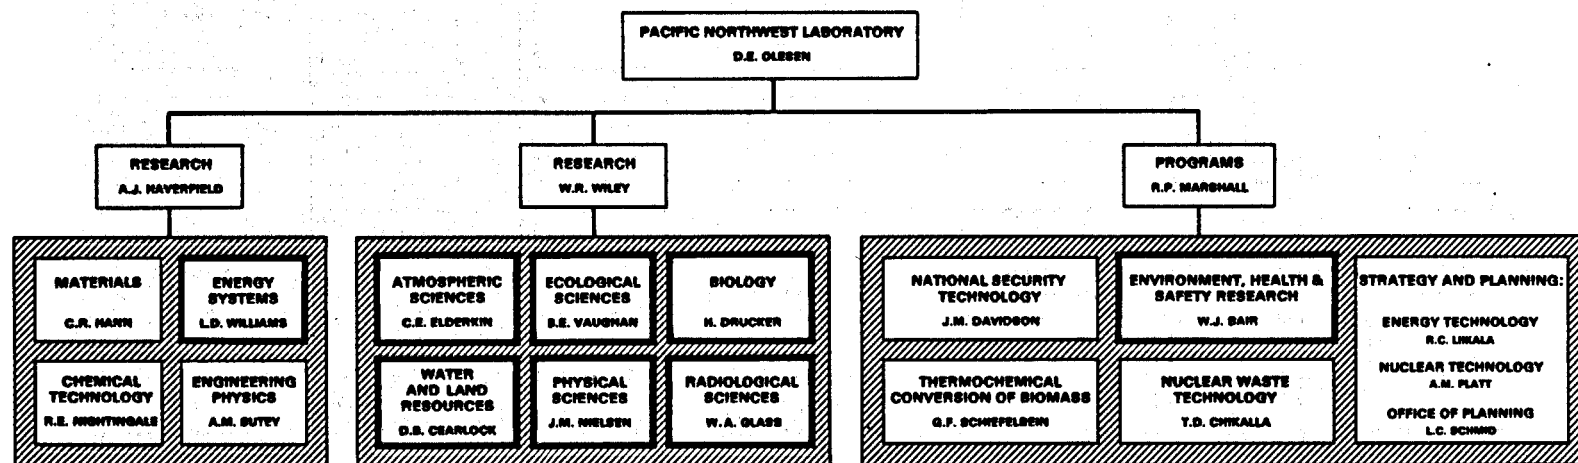 PACIFIC NORTHWEST LABORATORY
D.E. OLESEN
RESEARCH
A.J. HAVERFIELD
RESEARCH
W.R. WILEY
PROGRAMS
R.P. MARSHALL
MATERIALS
C.R. HANN
ENERGY
SYSTEMS
L.D. WILLIAMS
CHEMICAL
TECHNOLOGY
R.E. NIGHTINGALE
ENGINEERING
PHYSICS
A.M. SUTEY
ATMOSPHERIC
SCIENCES
C.E. ELDERKIN
ECOLOGICAL
SCIENCES
B.E. VAUGHAN
BIOLOGY
H. DRUCKER
WATER
AND LAND
RESOURCES
D.B. CEARLOCK
PHYSICAL
SCIENCES
J.M. NIELSEN
RADIOLOGICAL
SCIENCES
W.A. GLASS
NATIONAL SECURITY
TECHNOLOGY
J.M. DAVIDSON
ENVIRONMENT, HEALTH &
SAFETY RESEARCH
W.J. BAIR
THERMOCHEMICAL
CONVERSION OF BIOMASS
G.F. SCHIEFELBEIN
NUCLEAR WASTE
TECHNOLOGY
T.D. CHIKALLA
STRATEGY AND PLANNING:
ENERGY TECHNOLOGY
R.C. LIIKALA
NUCLEAR TECHNOLOGY
A.M. PLATT
OFFICE OF PLANNING
L.C. SCHMID